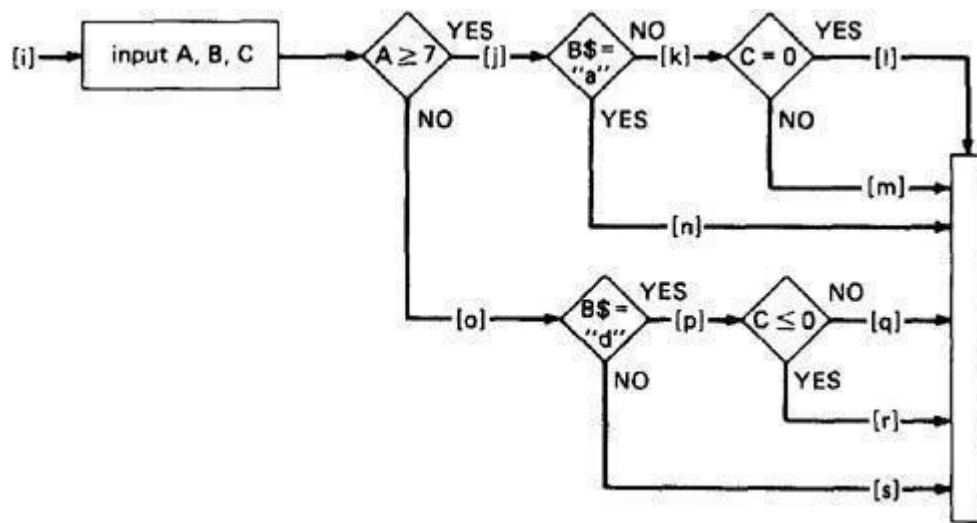 [i]
input A, B, C
A ≥ 7
YES
[j]
B$ =
"a"
NO
[k]
C = 0
YES
[l]
NO
YES
NO
[m]
[n]
[o]
B$ =
"d"
YES
[p]
C ≤ 0
NO
[q]
NO
YES
[r]
[s]